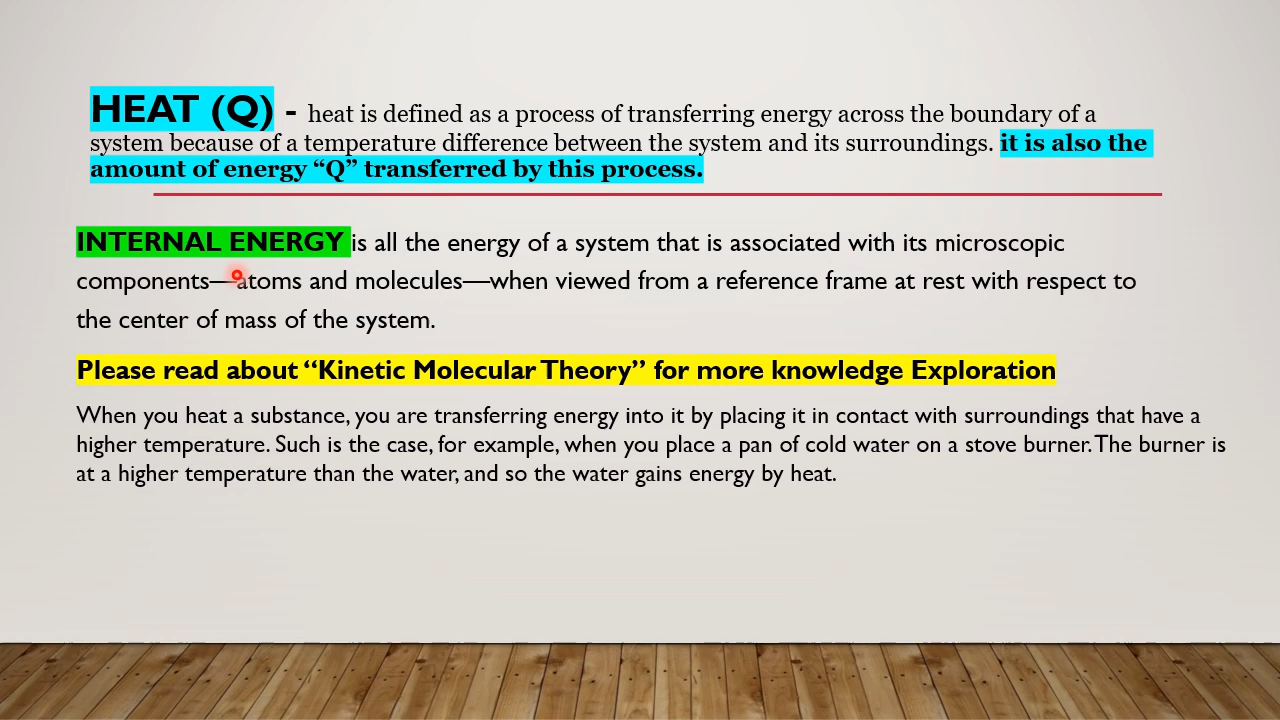 HEAT (Q) - heat is defined as a process of transferring energy across the boundary of a
system because of a temperature difference between the system and its surroundings. it is also the
amount of energy “Q” transferred by this process.
INTERNAL ENERGY is all the energy of a system that is associated with its microscopic
components—atoms and molecules—when viewed from a reference frame at rest with respect to
the center of mass of the system.
Please read about “Kinetic Molecular Theory” for more knowledge Exploration
When you heat a substance, you are transferring energy into it by placing it in contact with surroundings that have a
higher temperature. Such is the case, for example, when you place a pan of cold water on a stove burner. The burner is
at a higher temperature than the water, and so the water gains energy by heat.